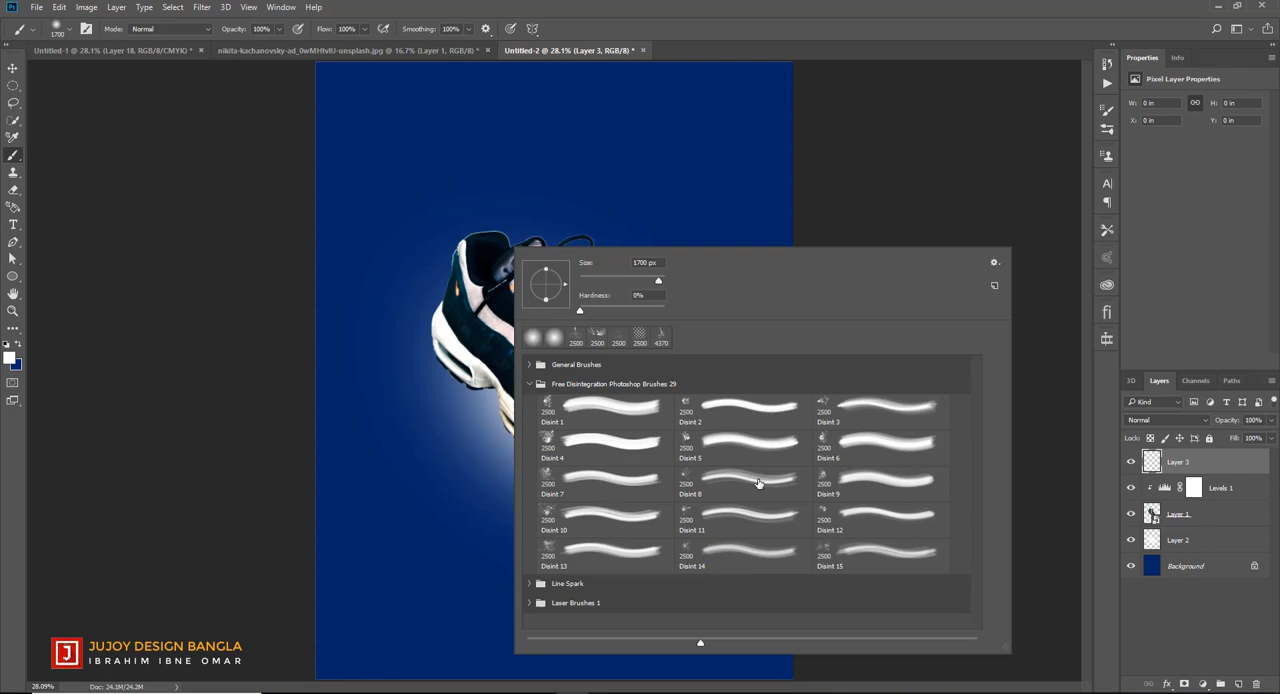 Ps File Edit Image Layer Type Select Filter 3D View Window Help
1700 Mode: Normal Opacity: 100% Flow: 100% Smoothing: 100%
Untitled-1 @ 28.1% (Layer 18, RGB/8/CMYK) * × nikita-kachanovsky-ad_0wMHtvlU-unsplash.jpg @ 16.7% (Layer 1, RGB/8) * × Untitled-2 @ 28.1% (Layer 3, RGB/8) * ×
Properties Info
Pixel Layer Properties
W: 0 in H: 0 in
X: 0 in Y: 0 in
Size: 1700 px
Hardness: 0%
2500 2500 2500 2500 4370
General Brushes
Free Disintegration Photoshop Brushes 29
2500 2500 2500
Disint 1 Disint 2 Disint 3
2500 2500 2500
Disint 4 Disint 5 Disint 6
2500 2500 2500
Disint 7 Disint 8 Disint 9
2500 2500 2500
Disint 10 Disint 11 Disint 12
2500 2500 2500
Disint 13 Disint 14 Disint 15
Line Spark
Laser Brushes 1
3D Layers Channels Paths
Kind
Normal Opacity: 100%
Lock: Fill: 100%
Layer 3
Levels 1
Layer 1
Layer 2
Background
JUJOY DESIGN BANGLA
IBRAHIM IBNE OMAR
28.09% Doc: 24.1M/24.2M